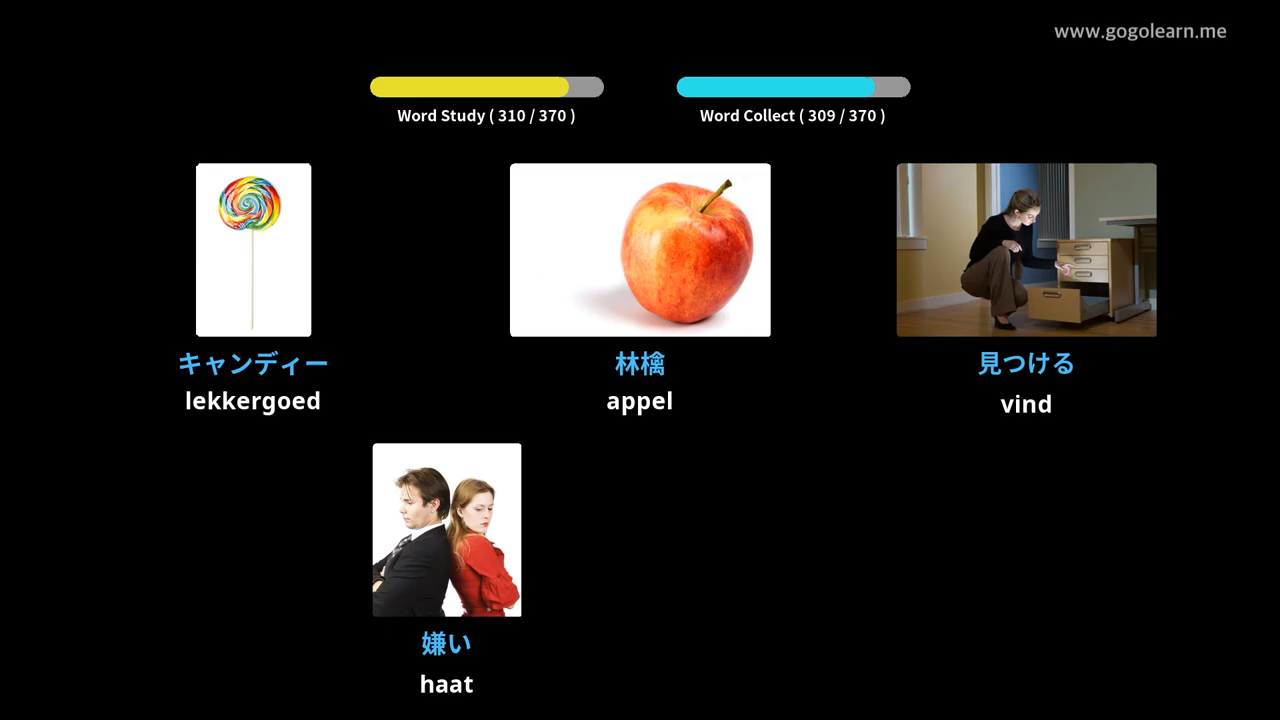 www.gogolearn.me
Word Study ( 310 / 370 )
Word Collect ( 309 / 370 )
キャンディー
lekkergoed
林檎
appel
見つける
vind
嫌い
haat